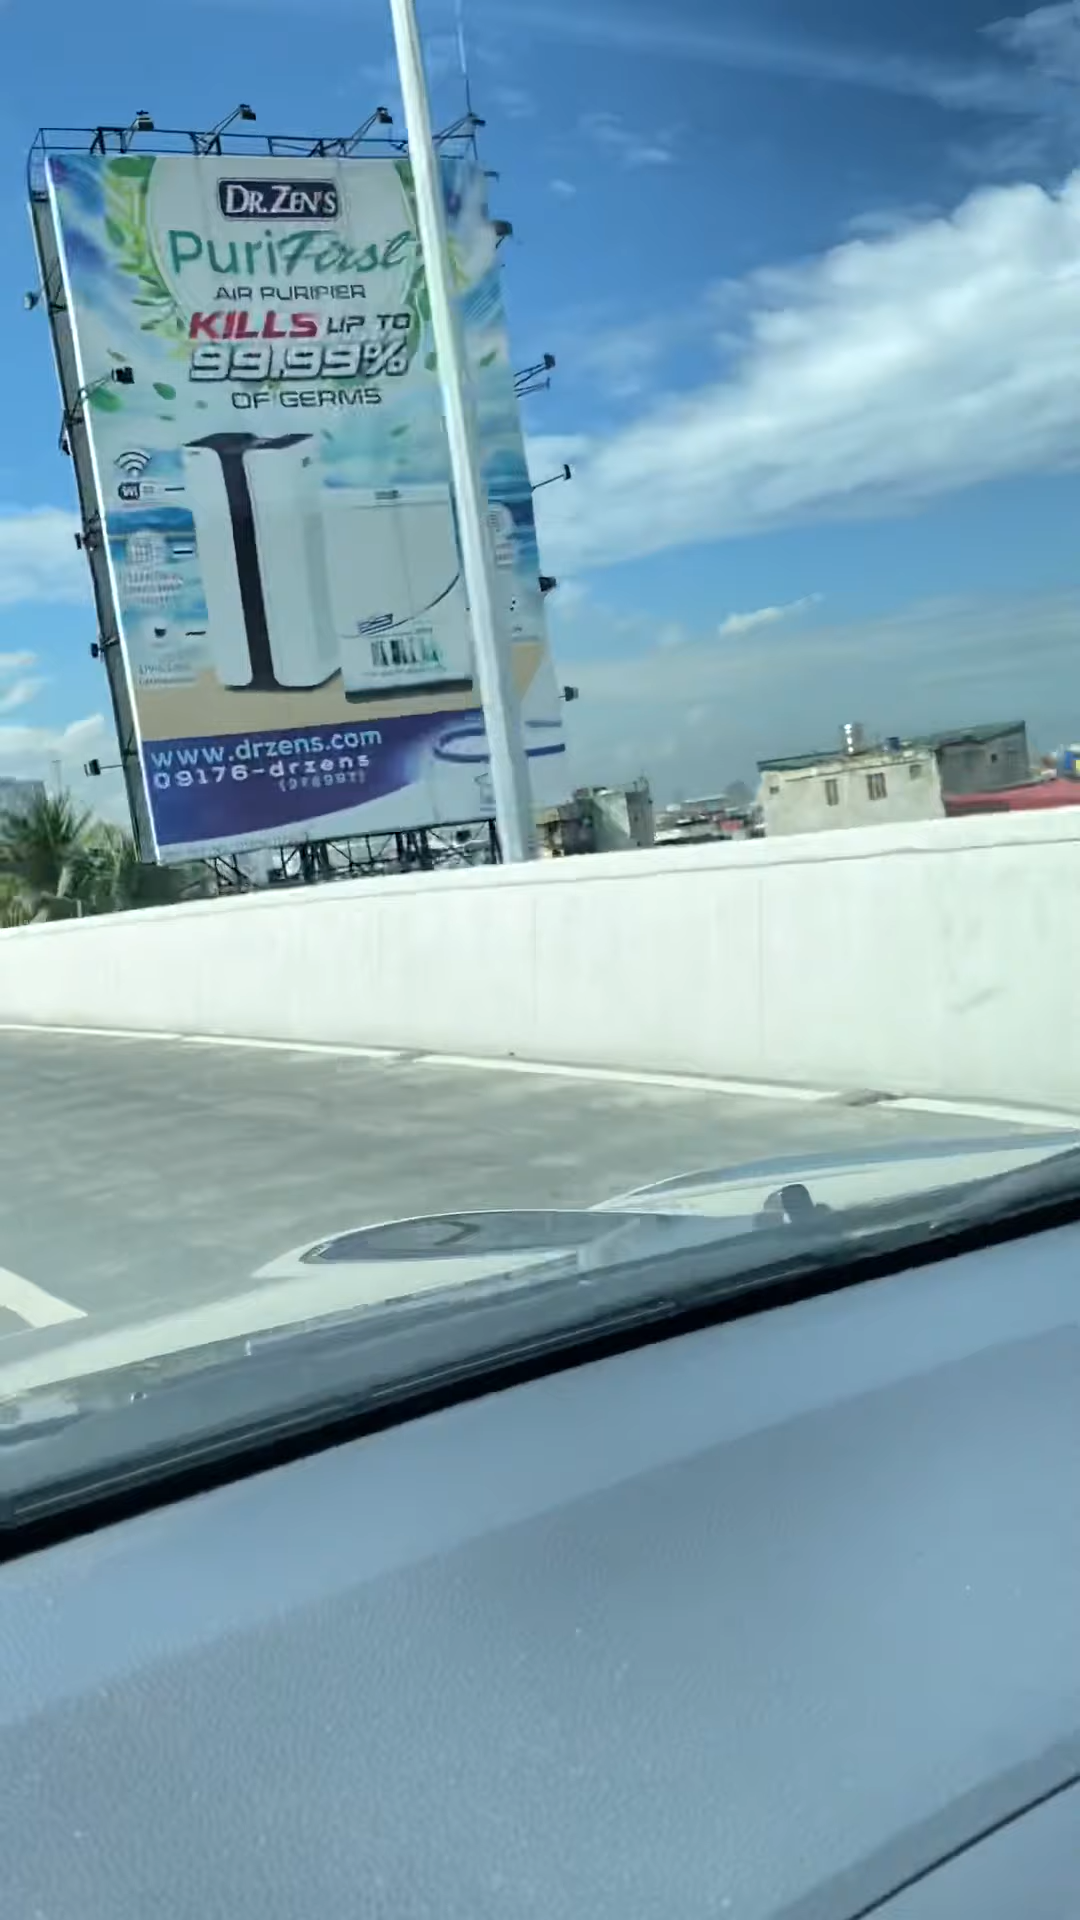 DR. ZEN'S
PuriFirst
AIR PURIFIER
KILLS UP TO
99.99%
OF GERMS
www.drzens.com
09176-drzens